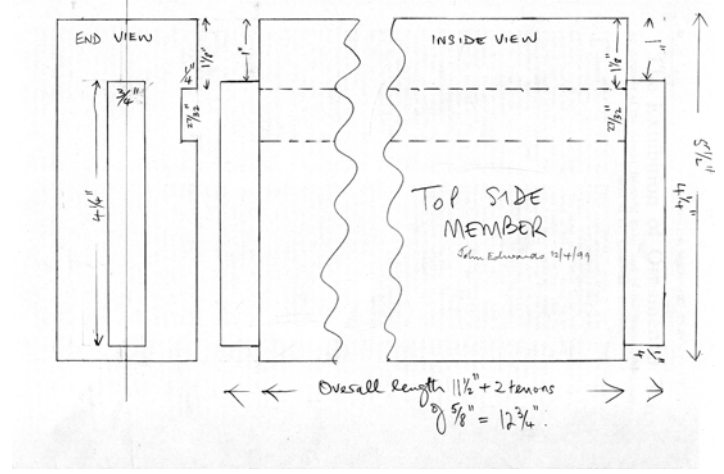 END VIEW
INSIDE VIEW
1/4"
1 1/8"
1"
1 1/8"
1"
3/4"
27/32
27/32"
4 1/4"
5 1/2"
4 1/4"
TOP SIDE
MEMBER
John Edwards 12/4/99
1/4"
Overall length 11 1/2" + 2 tenons
of 5/8" = 12 3/4".